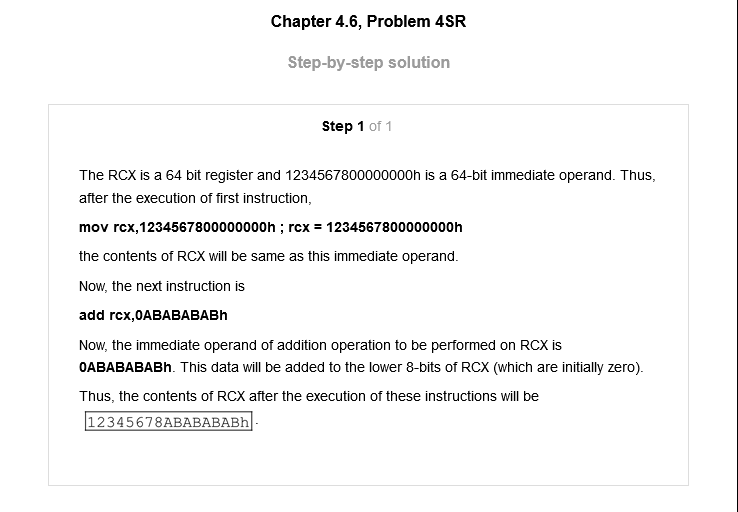 Chapter 4.6, Problem 4SR
Step-by-step solution
Step 1 of 1
The RCX is a 64 bit register and 1234567800000000h is a 64-bit immediate operand. Thus,
after the execution of first instruction,
mov rcx,1234567800000000h ; rcx = 1234567800000000h
the contents of RCX will be same as this immediate operand.
Now, the next instruction is
add rcx,0ABABABABh
Now, the immediate operand of addition operation to be performed on RCX is
0ABABABABh. This data will be added to the lower 8-bits of RCX (which are initially zero).
Thus, the contents of RCX after the execution of these instructions will be
12345678ABABABABh.